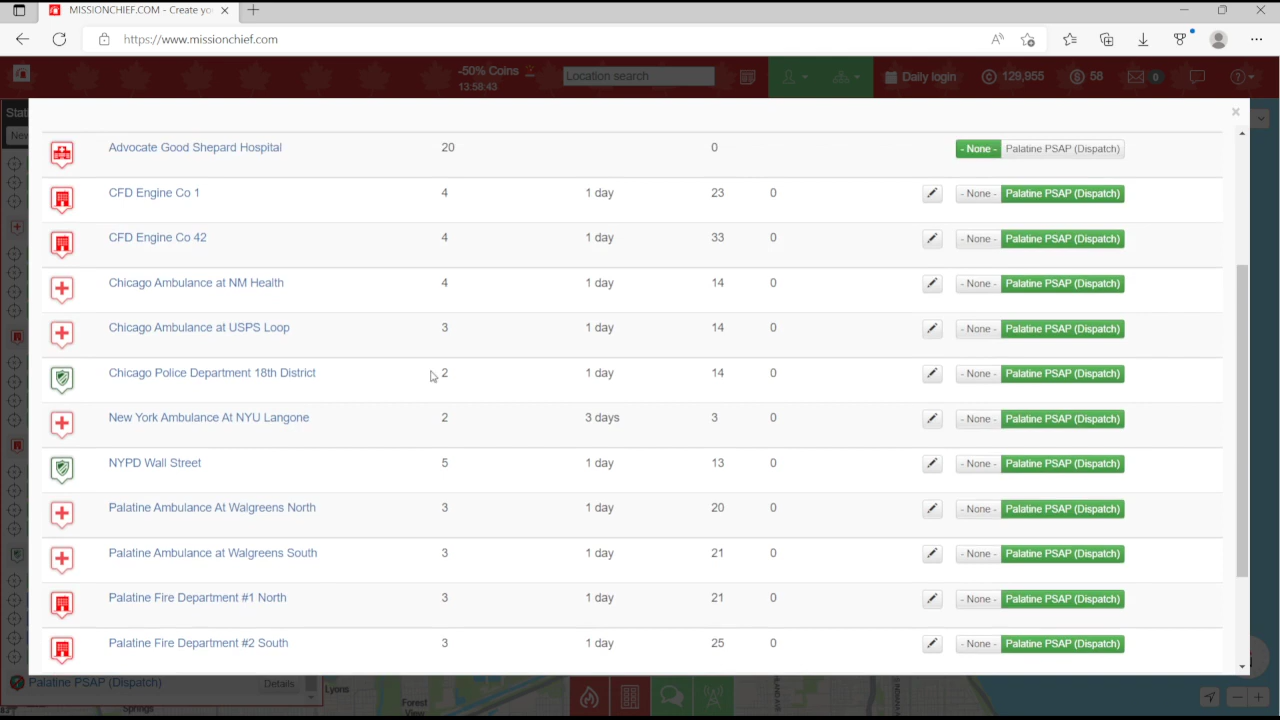 MISSIONCHIEF.COM - Create yo
https://www.missionchief.com
-50% Coins
13:58:43
Location search
Daily login
129,955
58
0
Stati
New
Advocate Good Shepard Hospital 20 0 - None - Palatine PSAP (Dispatch)
CFD Engine Co 1 4 1 day 23 0 - None - Palatine PSAP (Dispatch)
CFD Engine Co 42 4 1 day 33 0 - None - Palatine PSAP (Dispatch)
Chicago Ambulance at NM Health 4 1 day 14 0 - None - Palatine PSAP (Dispatch)
Chicago Ambulance at USPS Loop 3 1 day 14 0 - None - Palatine PSAP (Dispatch)
Chicago Police Department 18th District 2 1 day 14 0 - None - Palatine PSAP (Dispatch)
New York Ambulance At NYU Langone 2 3 days 3 0 - None - Palatine PSAP (Dispatch)
NYPD Wall Street 5 1 day 13 0 - None - Palatine PSAP (Dispatch)
Palatine Ambulance At Walgreens North 3 1 day 20 0 - None - Palatine PSAP (Dispatch)
Palatine Ambulance at Walgreens South 3 1 day 21 0 - None - Palatine PSAP (Dispatch)
Palatine Fire Department #1 North 3 1 day 21 0 - None - Palatine PSAP (Dispatch)
Palatine Fire Department #2 South 3 1 day 25 0 - None - Palatine PSAP (Dispatch)
Palatine PSAP (Dispatch) Details
Lyons
Springs
Forest
View